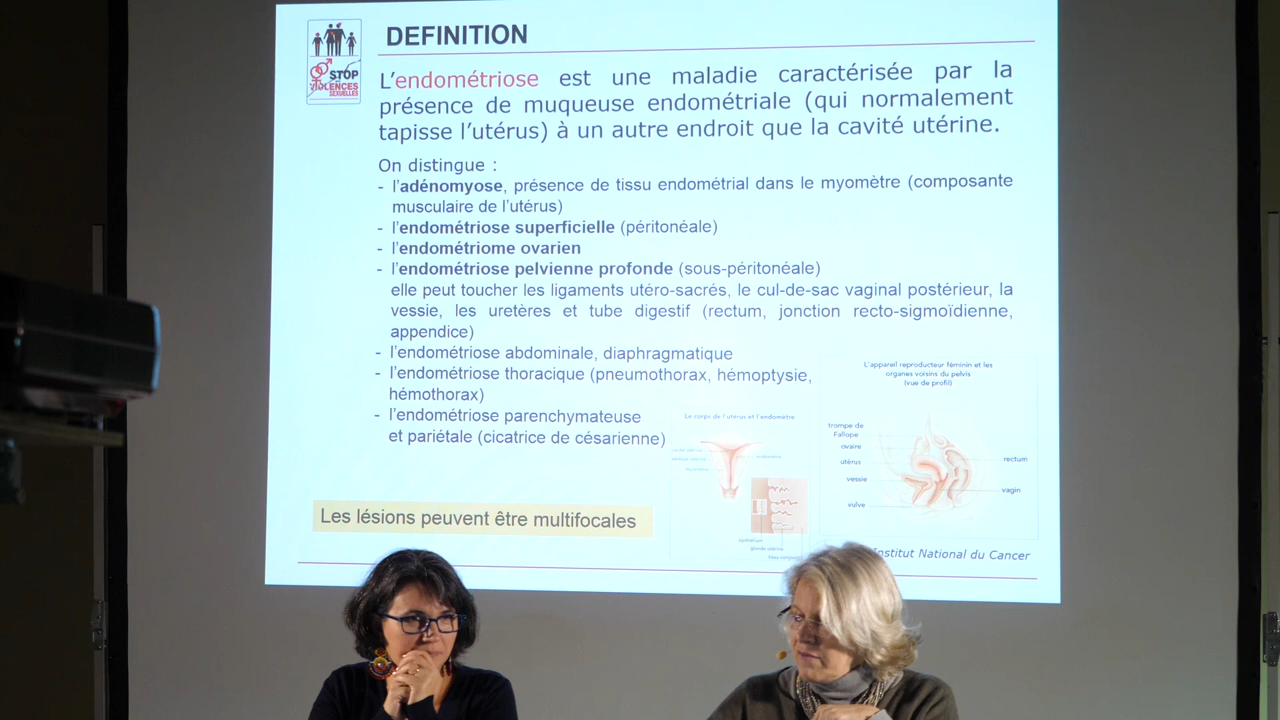 DEFINITION
STOP
VIOLENCES
SEXUELLES
L'endométriose est une maladie caractérisée par la
présence de muqueuse endométriale (qui normalement
tapisse l'utérus) à un autre endroit que la cavité utérine.
On distingue :
- l'adénomyose, présence de tissu endométrial dans le myomètre (composante
musculaire de l'utérus)
- l'endométriose superficielle (péritonéale)
- l'endométriome ovarien
- l'endométriose pelvienne profonde (sous-péritonéale)
elle peut toucher les ligaments utéro-sacrés, le cul-de-sac vaginal postérieur, la
vessie, les uretères et tube digestif (rectum, jonction recto-sigmoïdienne,
appendice)
- l'endométriose abdominale, diaphragmatique
- l'endométriose thoracique (pneumothorax, hémoptysie,
hémothorax)
- l'endométriose parenchymateuse
et pariétale (cicatrice de césarienne)
Le corps de l'utérus et l'endomètre
endomètre
myomètre
épithélium
glande utérine
L'appareil reproducteur féminin et les
organes voisins du pelvis
(vue de profil)
trompe de
Fallope
ovaire
utérus
vessie
vulve
rectum
vagin
Les lésions peuvent être multifocales
Institut National du Cancer